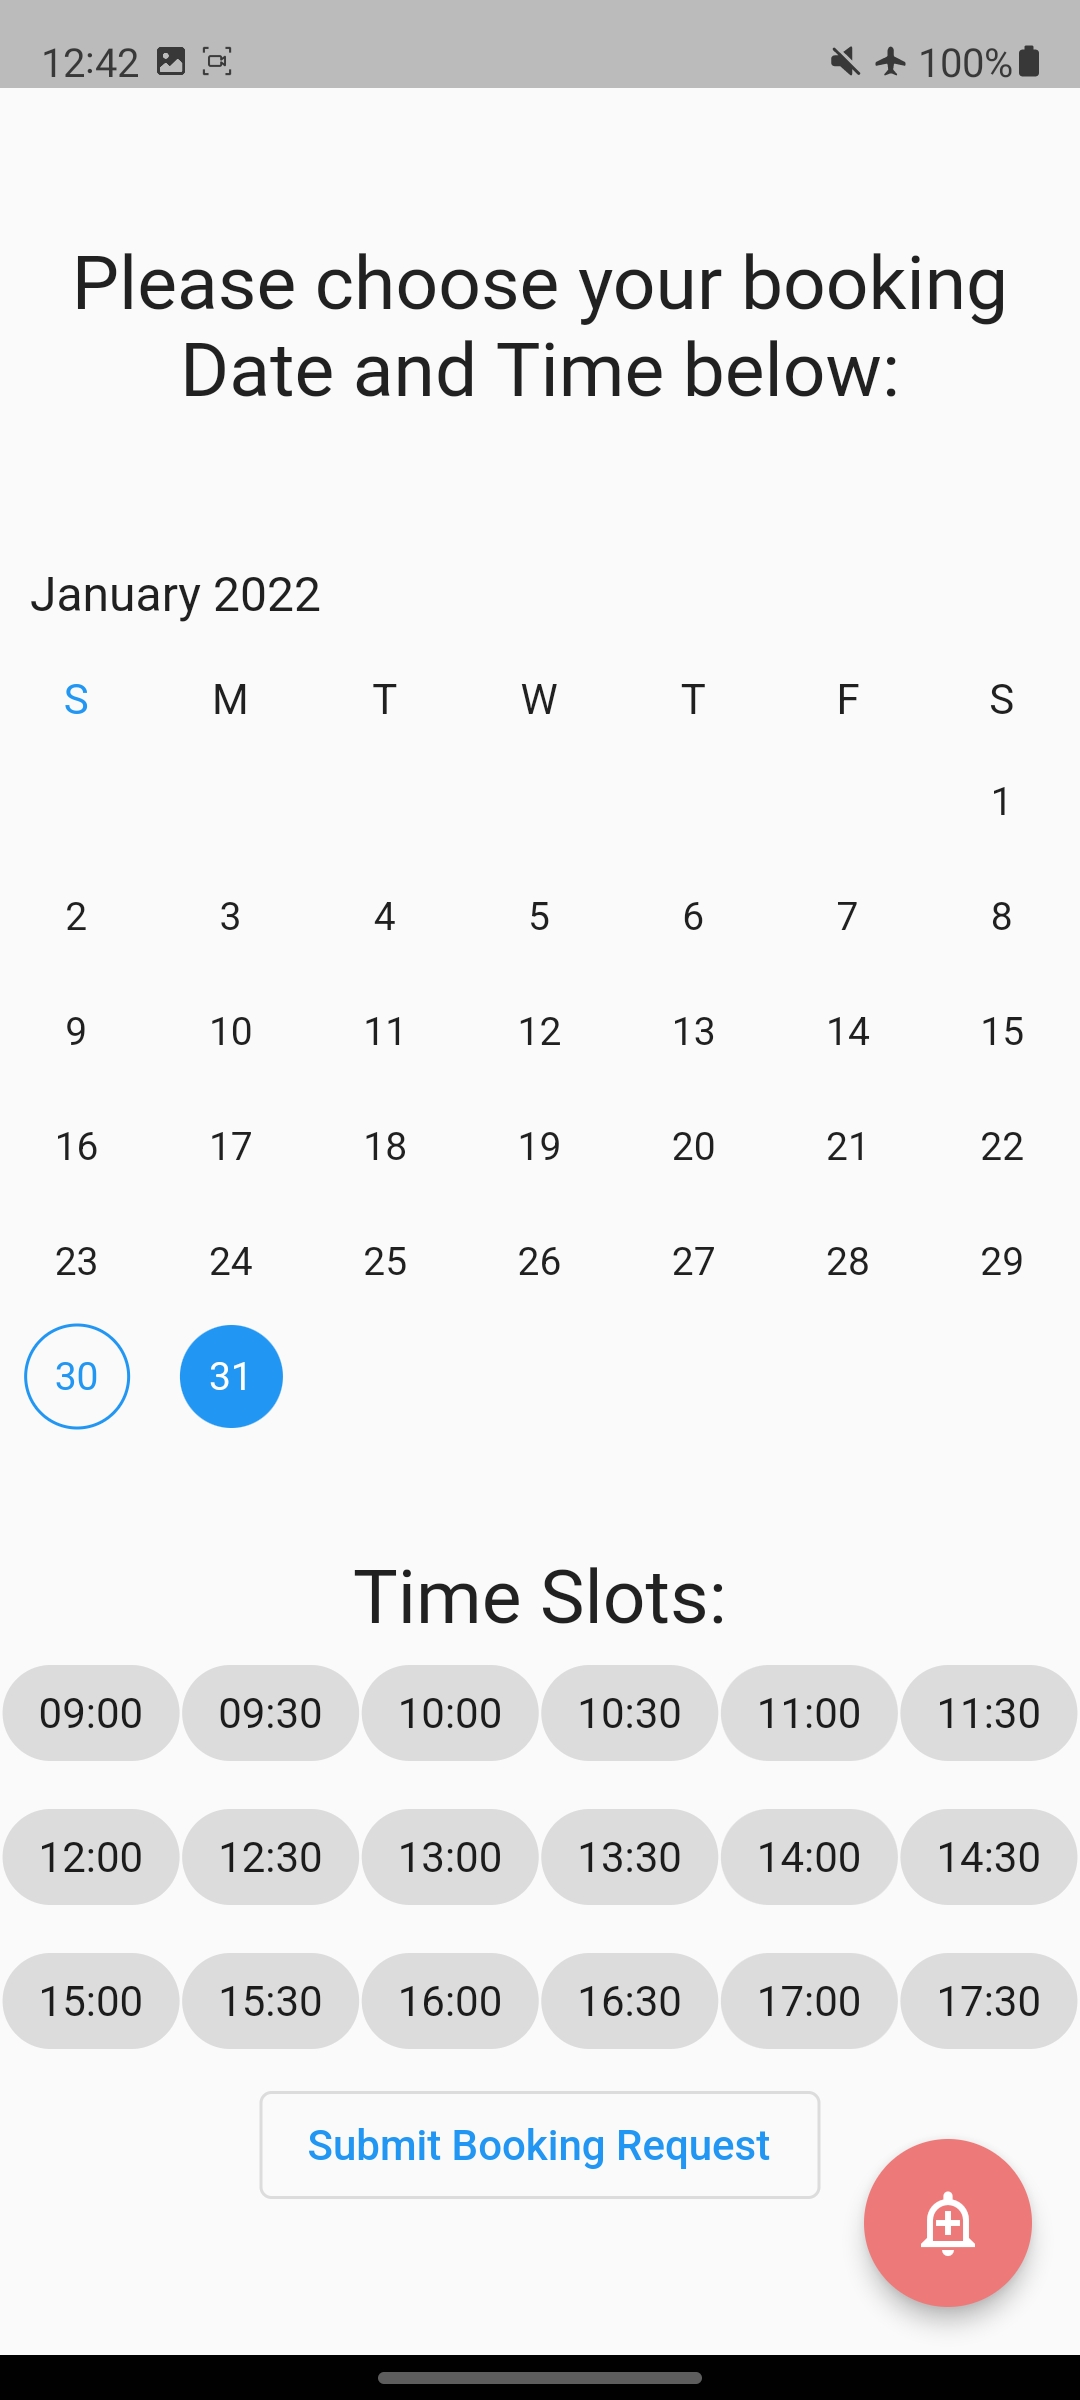 12:42 100%
Please choose your booking
Date and Time below:
January 2022
S M T W T F S
1
2 3 4 5 6 7 8
9 10 11 12 13 14 15
16 17 18 19 20 21 22
23 24 25 26 27 28 29
30 31
Time Slots:
09:00 09:30 10:00 10:30 11:00 11:30
12:00 12:30 13:00 13:30 14:00 14:30
15:00 15:30 16:00 16:30 17:00 17:30
Submit Booking Request